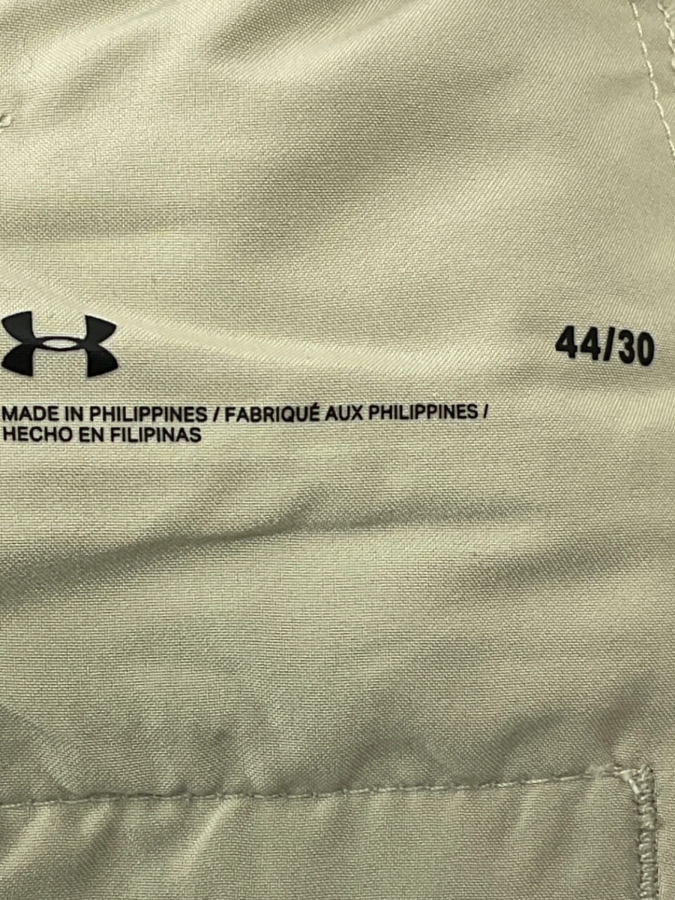 44/30
MADE IN PHILIPPINES / FABRIQUÉ AUX PHILIPPINES /
HECHO EN FILIPINAS